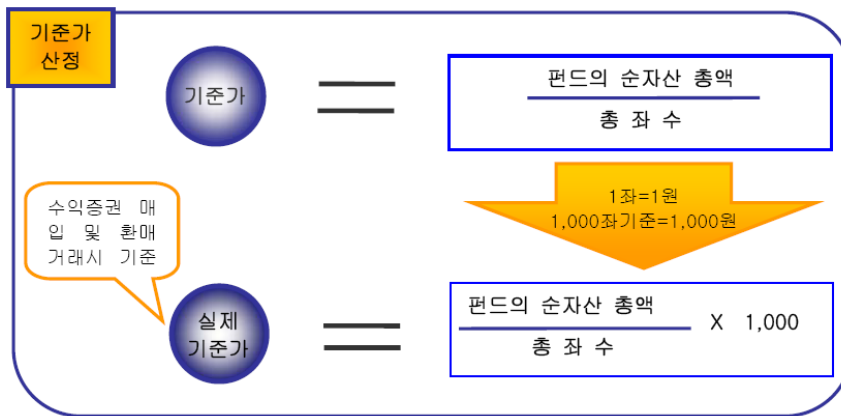 기준가
산정
기준가
펀드의 순자산 총액
총 좌 수
1좌=1원
1,000좌기준=1,000원
수익증권 매
입 및 환매
거래시 기준
실제
기준가
펀드의 순자산 총액
X 1,000
총 좌 수